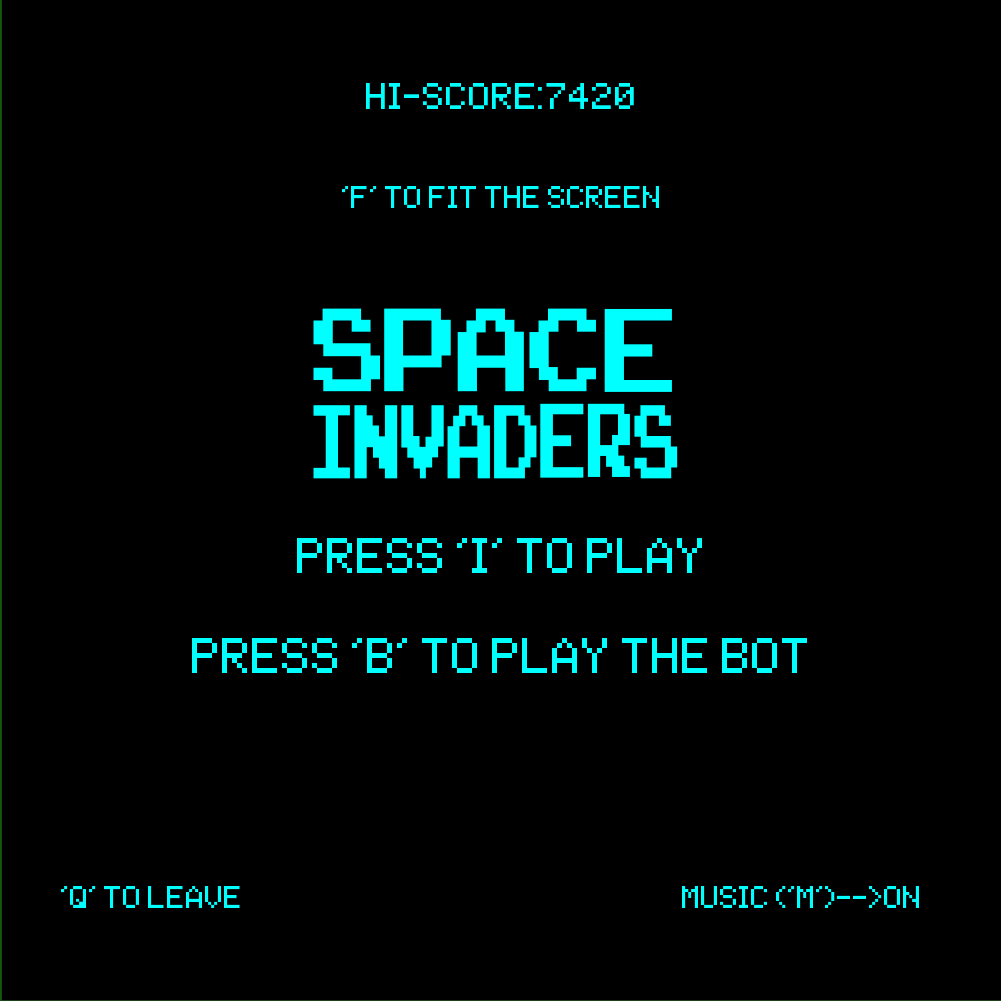 HI-SCORE:7420
'F' TO FIT THE SCREEN
SPACE
INVADERS
PRESS 'I' TO PLAY
PRESS 'B' TO PLAY THE BOT
'Q' TO LEAVE
MUSIC ('M')-->ON